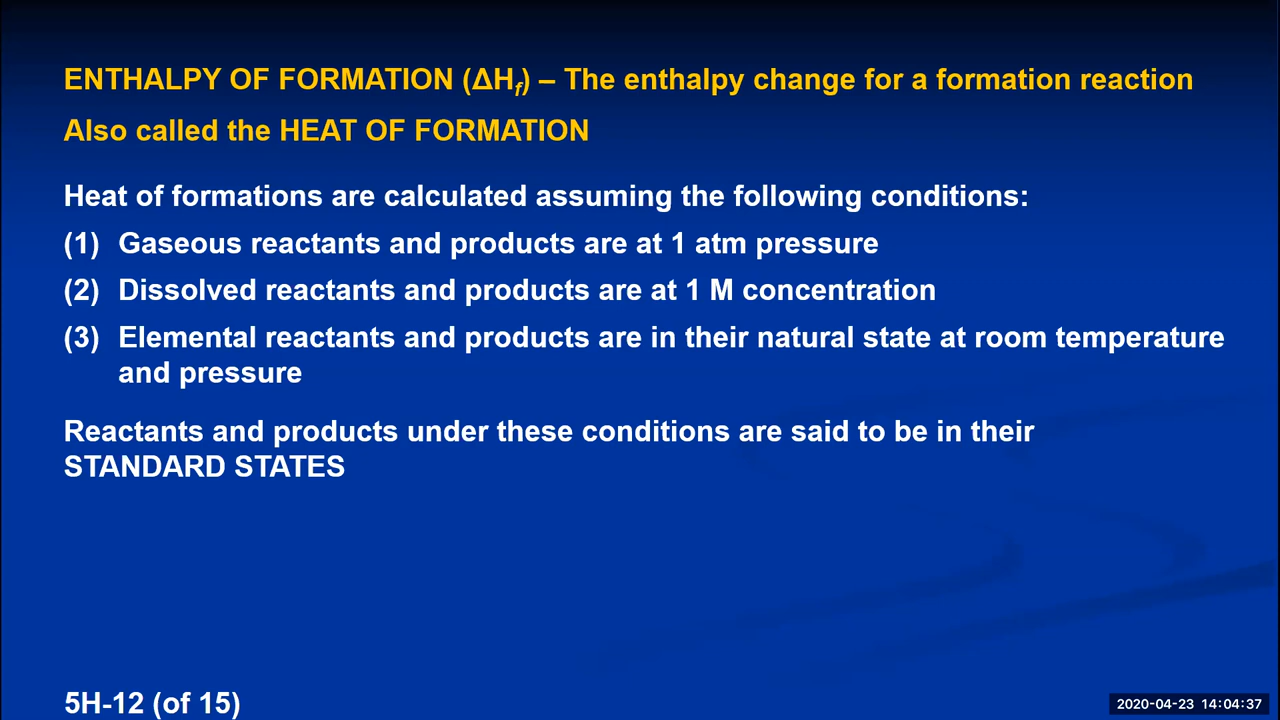 ENTHALPY OF FORMATION (ΔHf) – The enthalpy change for a formation reaction
Also called the HEAT OF FORMATION
Heat of formations are calculated assuming the following conditions:
(1) Gaseous reactants and products are at 1 atm pressure
(2) Dissolved reactants and products are at 1 M concentration
(3) Elemental reactants and products are in their natural state at room temperature
and pressure
Reactants and products under these conditions are said to be in their
STANDARD STATES
5H-12 (of 15)
2020-04-23 14:04:37